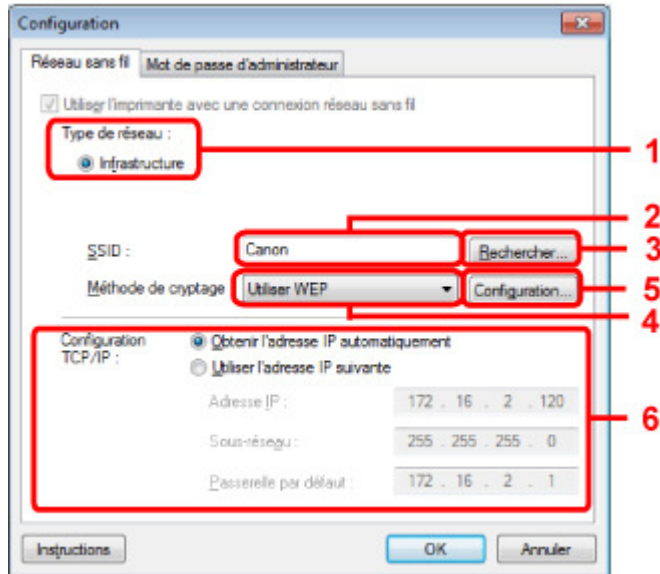 Configuration
Réseau sans fil Mot de passe d'administrateur
Utiliser l'imprimante avec une connexion réseau sans fil
Type de réseau :
Infrastructure
1
2
SSID : Canon Rechercher... 3
Méthode de cryptage Utiliser WEP Configuration... 5
4
Configuration TCP/IP :
Obtenir l'adresse IP automatiquement
Utiliser l'adresse IP suivante
Adresse IP : 172 . 16 . 2 . 120
6
Sous-réseau : 255 . 255 . 255 . 0
Passerelle par défaut : 172 . 16 . 2 . 1
Instructions OK Annuler